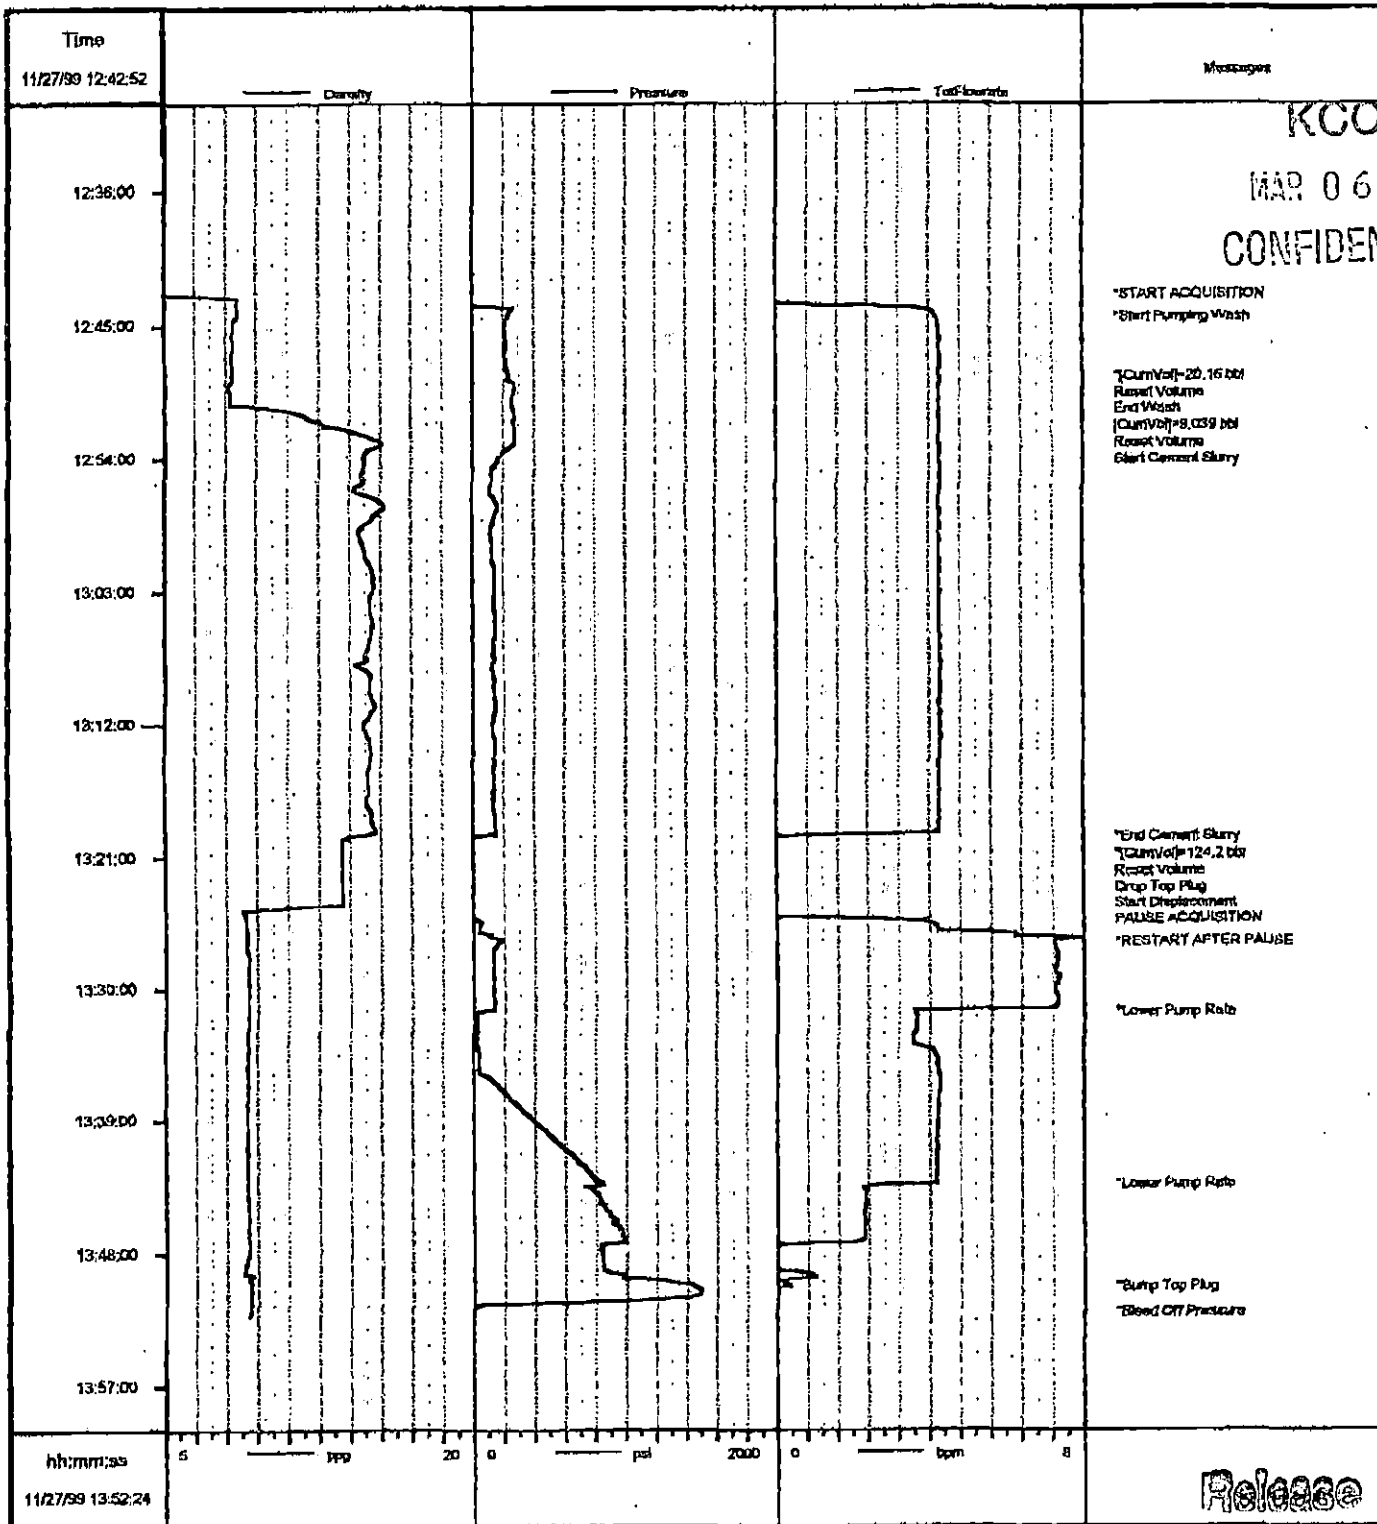 Time
11/27/99 12:42:52
Density
Pressure
TotFlowrate
Messages
KCC
MAR 06
CONFIDEN
12:36:00
*START ACQUISITION
*Start Pumping Wash
12:45:00
*[CumVol]=20.16 bbl
Reset Volume
End Wash
[CumVol]=9.039 bbl
Reset Volume
Start Cement Slurry
12:54:00
13:03:00
13:12:00
*End Cement Slurry
*[CumVol]=124.2 bbl
Reset Volume
Drop Top Plug
Start Displacement
PAUSE ACQUISITION
*RESTART AFTER PAUSE
13:21:00
13:30:00
*Lower Pump Rate
13:39:00
*Lower Pump Rate
13:48:00
*Bump Top Plug
*Bleed Off Pressure
13:57:00
hh:mm:ss
11/27/99 13:52:24
5 ppg 20
0 psi 2000
0 bpm 8
Release